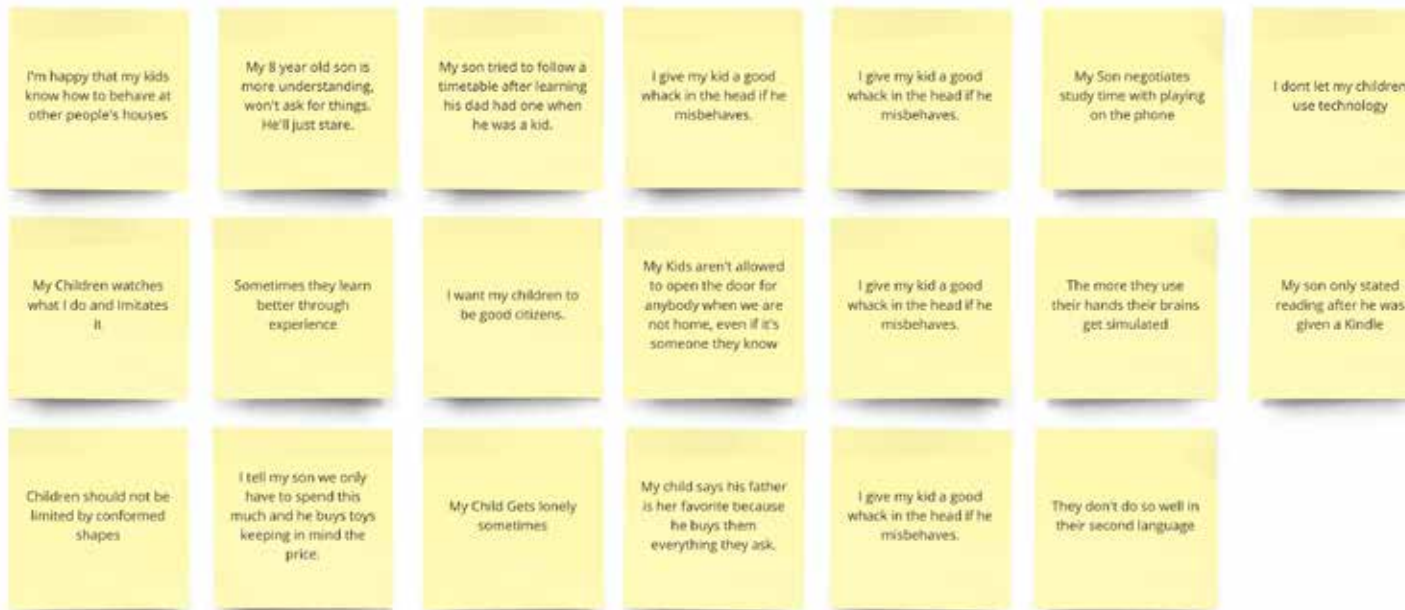 I'm happy that my kids
know how to behave at
other people's houses
My 8 year old son is
more understanding,
won't ask for things.
He'll just stare.
My son tried to follow a
timetable after learning
his dad had one when
he was a kid.
I give my kid a good
whack in the head if he
misbehaves.
I give my kid a good
whack in the head if he
misbehaves.
My Son negotiates
study time with playing
on the phone
I dont let my children
use technology
My Children watches
what I do and Imitates
it
Sometimes they learn
better through
experience
I want my children to
be good citizens.
My Kids aren't allowed
to open the door for
anybody when we are
not home, even if it's
someone they know
I give my kid a good
whack in the head if he
misbehaves.
The more they use
their hands their brains
get simulated
My son only stated
reading after he was
given a Kindle
Children should not be
limited by conformed
shapes
I tell my son we only
have to spend this
much and he buys toys
keeping in mind the
price.
My Child Gets lonely
sometimes
My child says his father
is her favorite because
he buys them
everything they ask.
I give my kid a good
whack in the head if he
misbehaves.
They don't do so well in
their second language